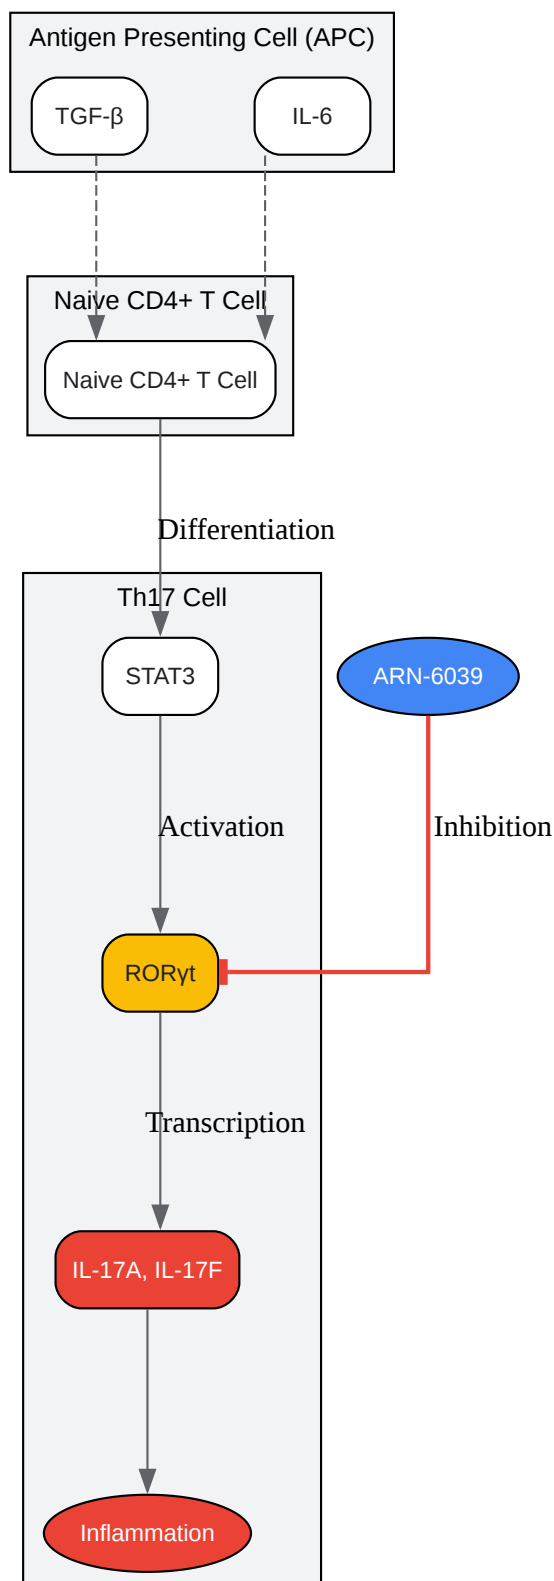 Antigen Presenting Cell (APC)
TGF-β
IL-6
Naive CD4+ T Cell
Naive CD4+ T Cell
Differentiation
Th17 Cell
STAT3
ARN-6039
Activation
Inhibition
RORγt
Transcription
IL-17A, IL-17F
Inflammation